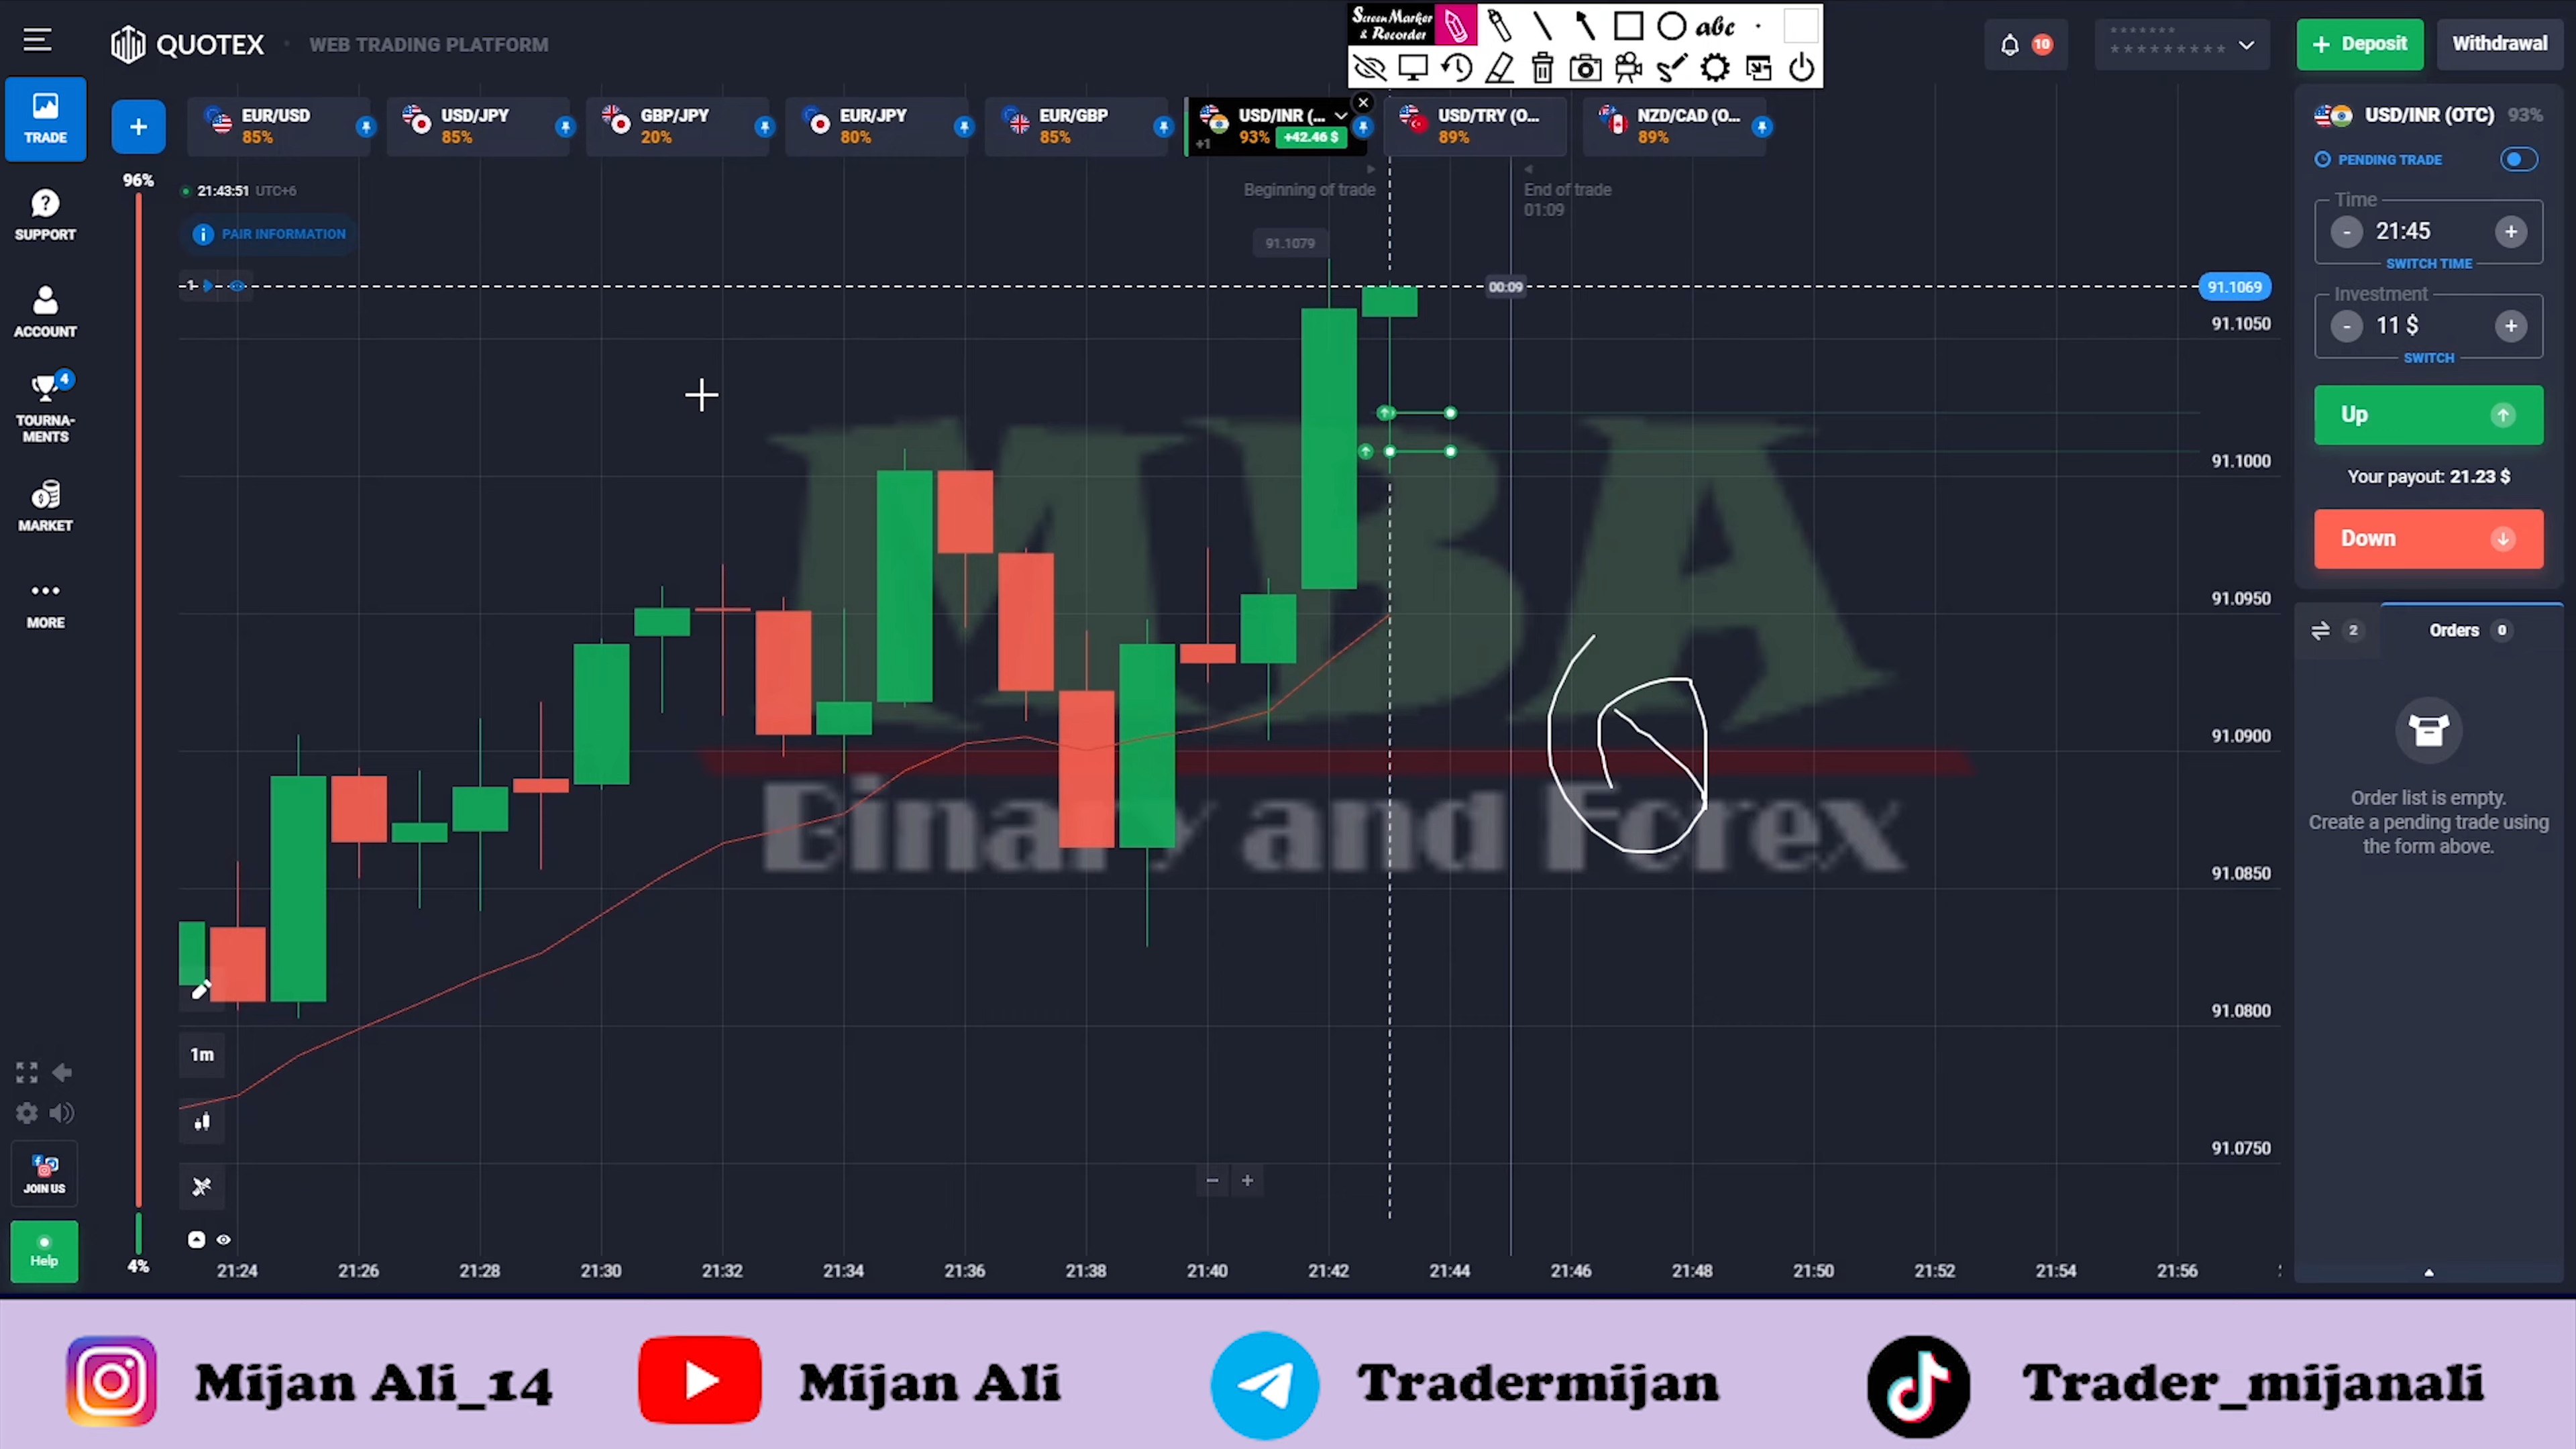 QUOTEX
WEB TRADING PLATFORM
Screen Marker
& Recorder
abc
10
*******
*********
+ Deposit
Withdrawal
TRADE
+
EUR/USD
85%
USD/JPY
85%
GBP/JPY
20%
EUR/JPY
80%
EUR/GBP
85%
USD/INR (...
93%
+42.46 $
+1
USD/TRY (O...
89%
NZD/CAD (O...
89%
USD/INR (OTC)
93%
PENDING TRADE
Time
- 21:45 +
SWITCH TIME
Investment
- 11 $ +
SWITCH
Up
Your payout: 21.23 $
Down
2
Orders 0
Order list is empty.
Create a pending trade using
the form above.
SUPPORT
ACCOUNT
4
TOURNA-
MENTS
MARKET
MORE
JOIN US
Help
96%
4%
21:43:51 UTC+6
PAIR INFORMATION
1
Beginning of trade
End of trade
01:09
91.1079
00:09
91.1069
91.1050
91.1000
91.0950
91.0900
91.0850
91.0800
91.0750
MBA
Binary and Forex
1m
- +
21:24 21:26 21:28 21:30 21:32 21:34 21:36 21:38 21:40 21:42 21:44 21:46 21:48 21:50 21:52 21:54 21:56
Mijan Ali_14
Mijan Ali
Tradermijan
Trader_mijanali